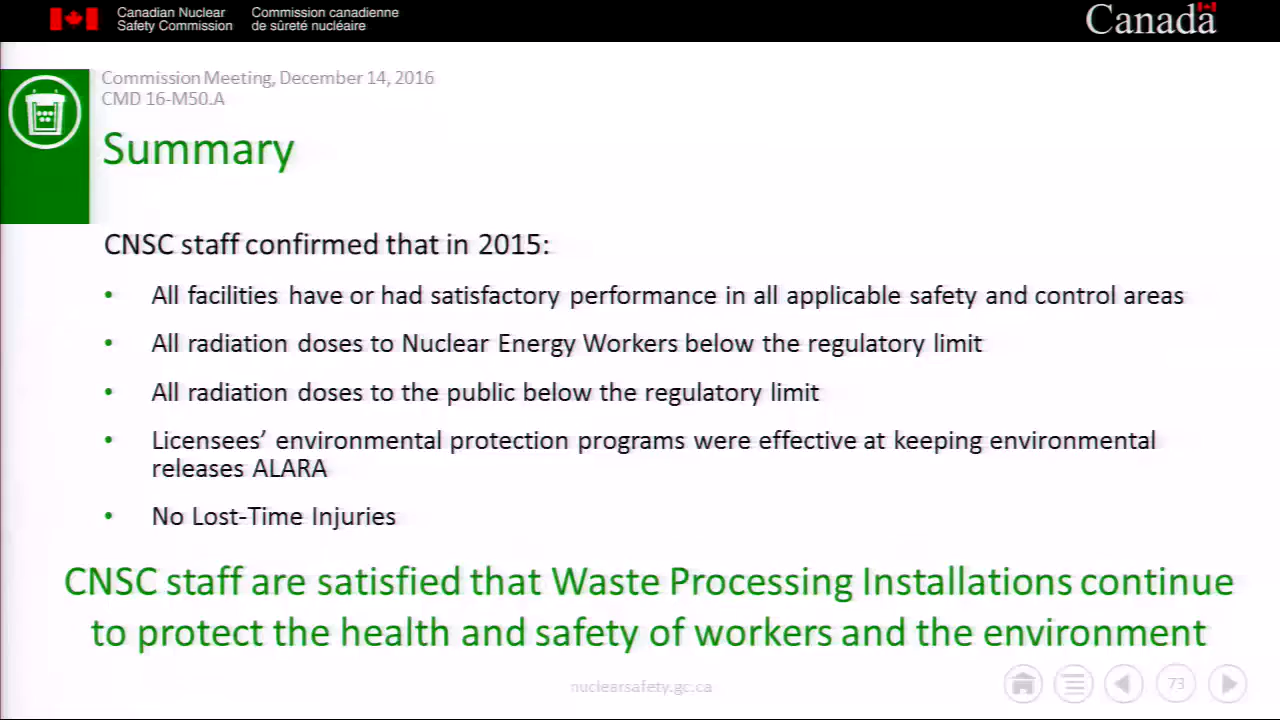 Canadian Nuclear Safety Commission
Commission canadienne de sûreté nucléaire
Canada
Commission Meeting, December 14, 2016
CMD 16-M50.A
Summary
CNSC staff confirmed that in 2015:
• All facilities have or had satisfactory performance in all applicable safety and control areas
• All radiation doses to Nuclear Energy Workers below the regulatory limit
• All radiation doses to the public below the regulatory limit
• Licensees’ environmental protection programs were effective at keeping environmental
releases ALARA
• No Lost-Time Injuries
CNSC staff are satisfied that Waste Processing Installations continue
to protect the health and safety of workers and the environment
nuclearsafety.gc.ca
73